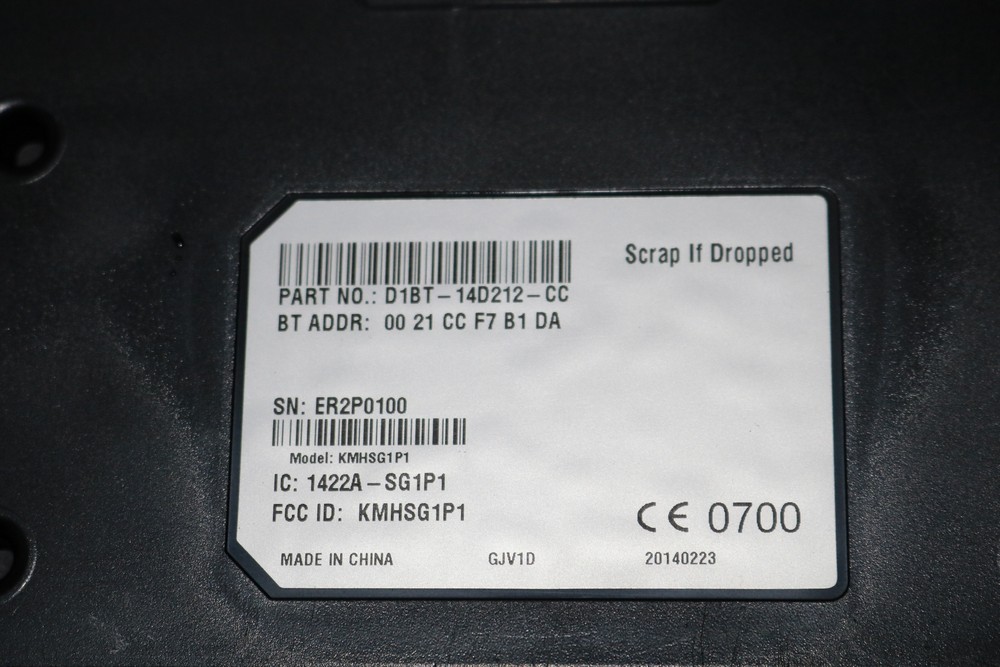 Scrap If Dropped
PART NO.: D1BT-14D212-CC
BT ADDR: 00 21 CC F7 B1 DA
SN: ER2P0100
Model: KMHSG1P1
IC: 1422A-SG1P1
FCC ID: KMHSG1P1
CE 0700
MADE IN CHINA GJV1D 20140223